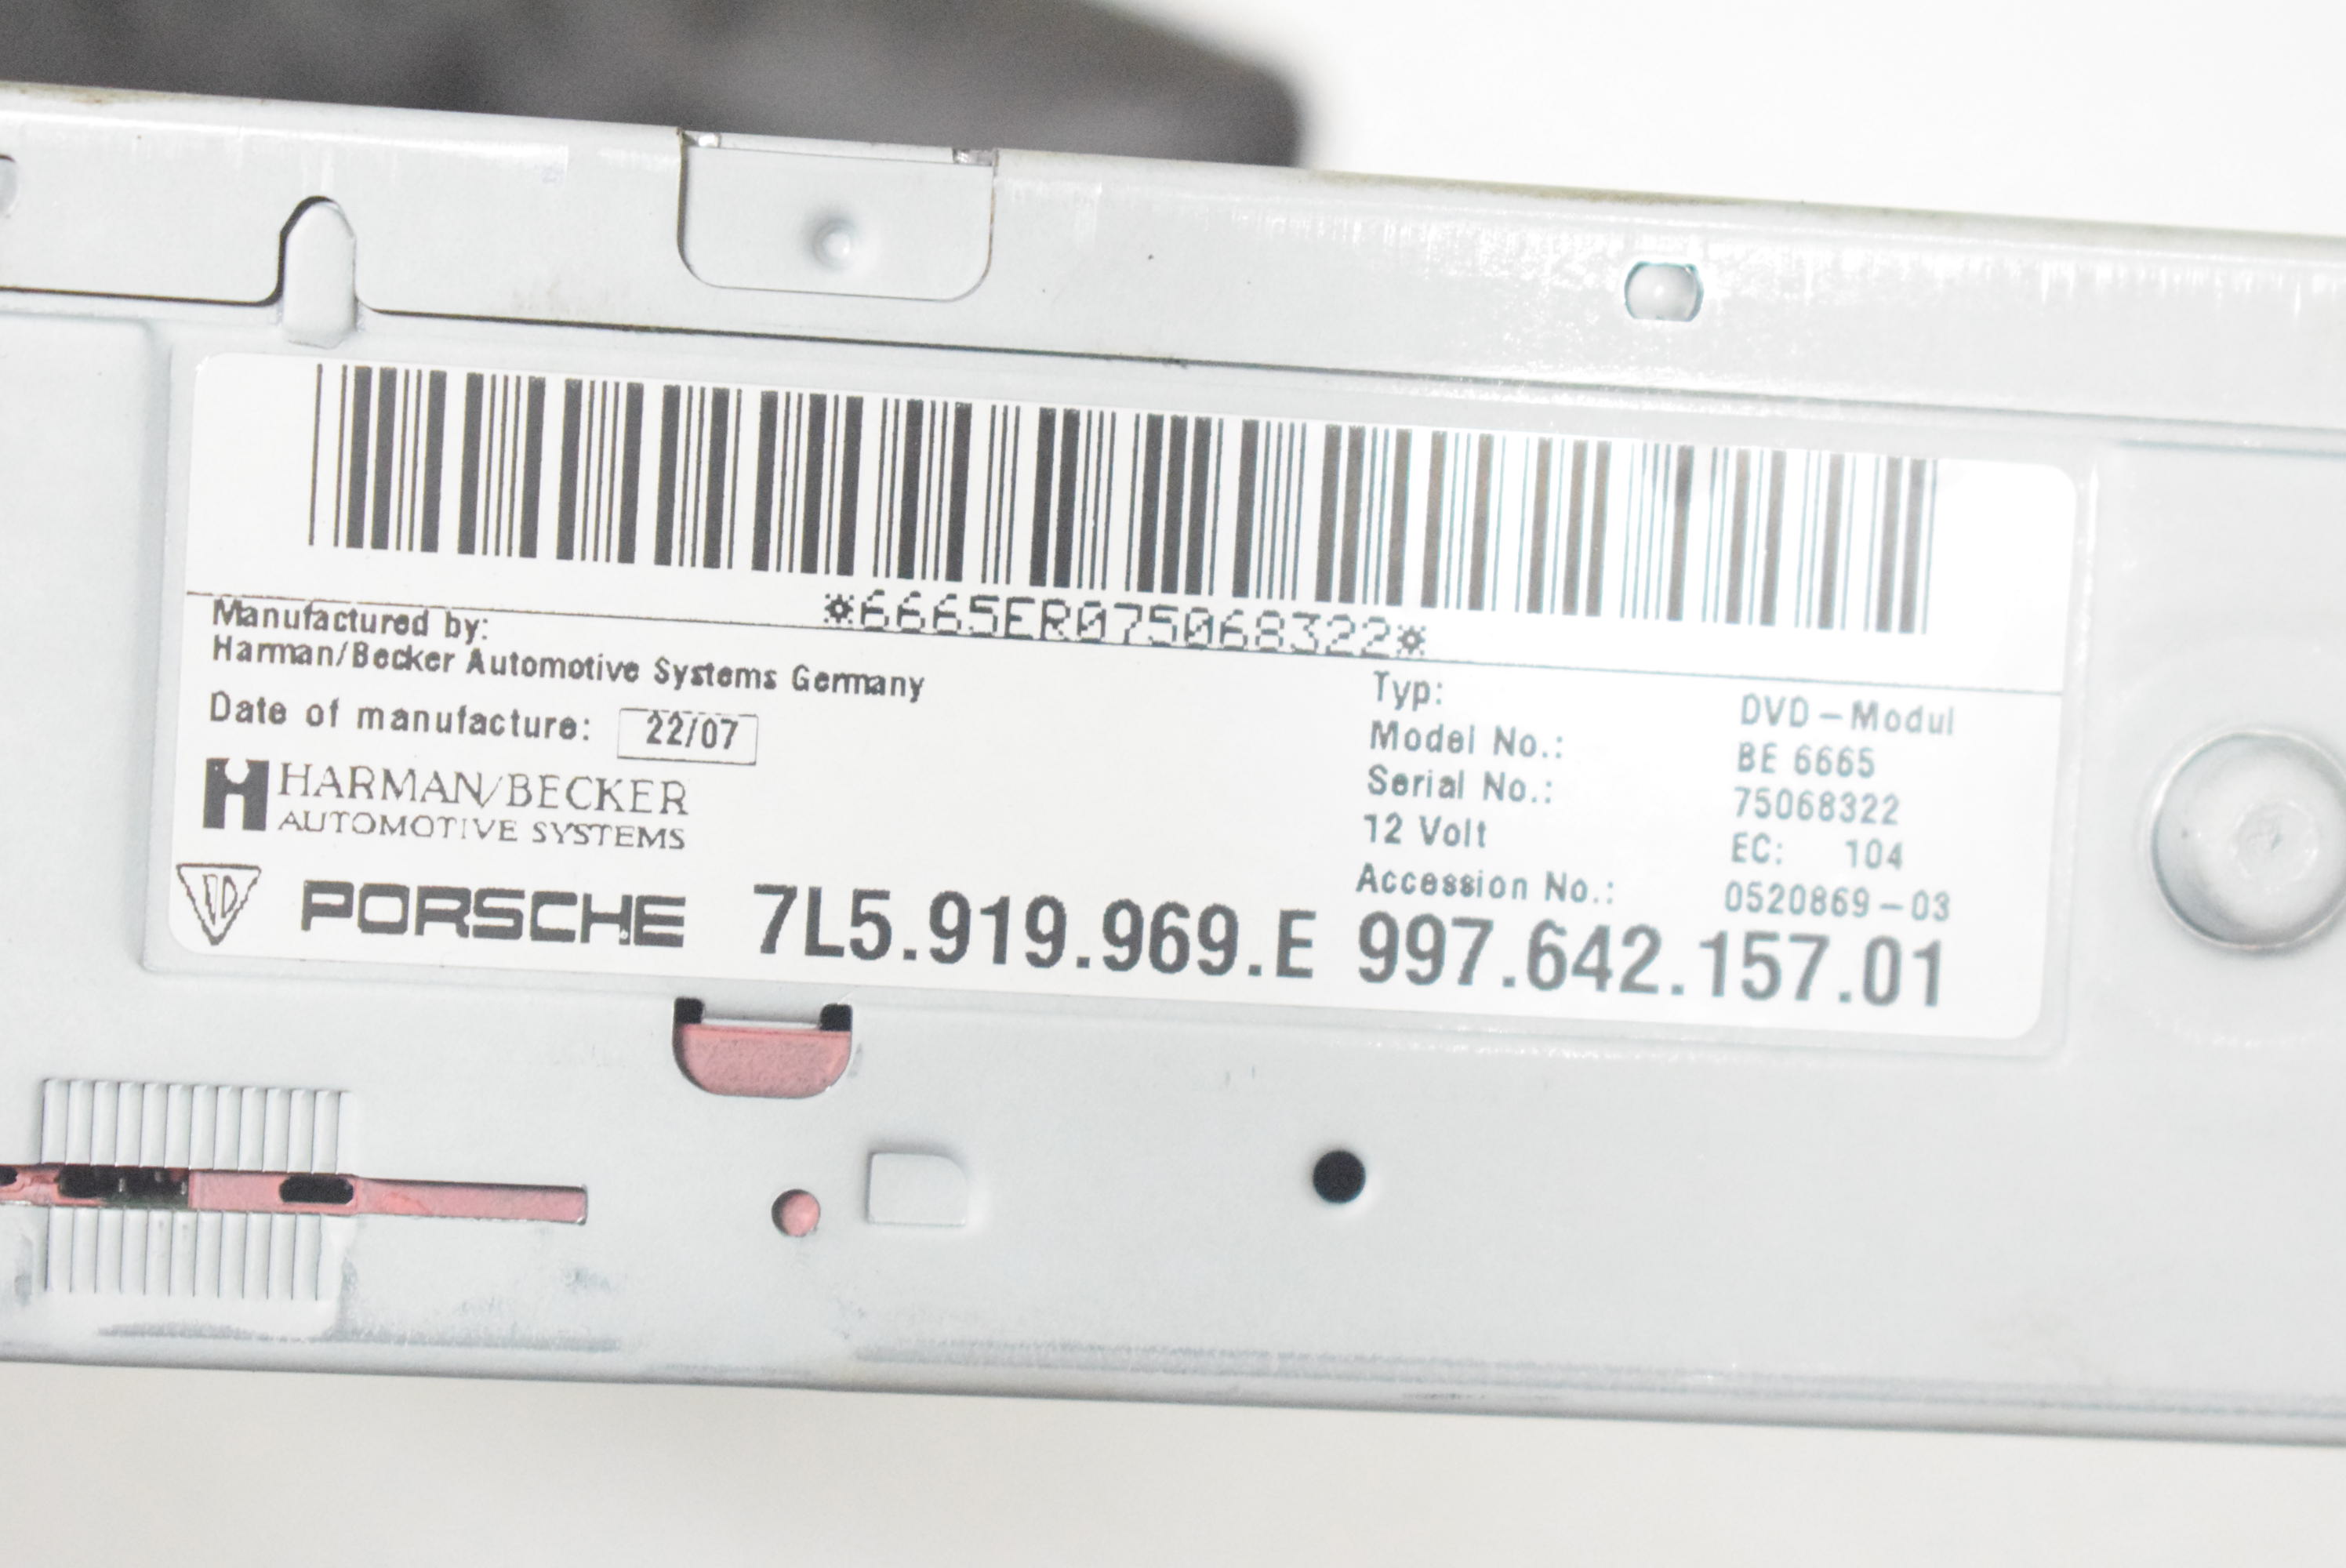 *6665ER075068322*
Manufactured by:
Harman/Becker Automotive Systems Germany
Date of manufacture: 22/07
HARMAN/BECKER
AUTOMOTIVE SYSTEMS
Typ: DVD-Modul
Model No.: BE 6665
Serial No.: 75068322
12 Volt EC: 104
Accession No.: 0520869-03
PORSCHE 7L5.919.969.E 997.642.157.01